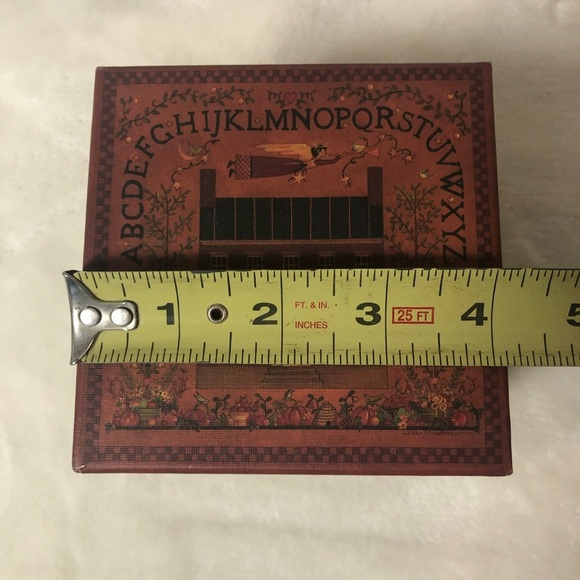 ABCDEFGHIJKLMNOPQRSTUVWXYZ
1 2 3 4 5
FT. & IN.
INCHES
25 FT